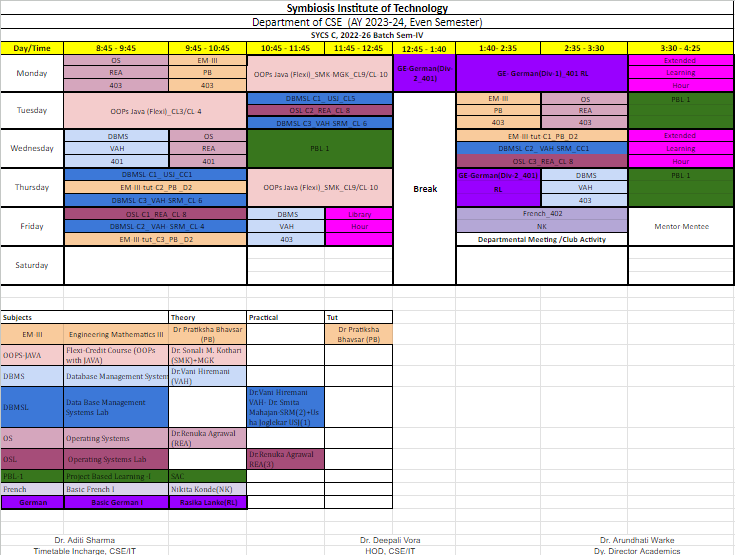 Symbiosis Institute of Technology
Department of CSE (AY 2023-24, Even Semester)
SYCS C, 2022-26 Batch Sem-IV
Day/Time 8:45 - 9:45 9:45 - 10:45 10:45 - 11:45 11:45 - 12:45 12:45 - 1:40 1:40- 2:35 2:35 - 3:30 3:30 - 4:25
Monday
OS EM-III Extended
REA PB OOPs Java (Flexi)_SMK MGK_CL9/CL 10 GE-German(Div-2_401) GE- German(Div-1)_401 RL Learning
403 403 Hour
Tuesday
OOPs Java (Flexi)_CL3/CL-4
DBMSL C1_ USJ_CL5 EM-III OS PBL 1
OSL C2_REA_CL 8 PB REA
DBMSL C3_VAH SRM_CL 6 403 403
Wednesday
DBMS OS EM-III tut C1_PB_D2 Extended
VAH REA PBL 1 DBMSL C2_ VAH SRM_CC1 Learning
401 401 OSL C3_REA_CL 8 Hour
Break
Thursday
DBMSL C1_ USJ_CC1 GE-German(Div-2_401) DBMS PBL 1
EM-III tut C2_PB_D2 OOPs Java (Flexi)_SMK_CL9/CL 10 RL VAH
DBMSL C3_VAH SRM_CL 6 403
Friday
OSL C1_REA_CL 8 DBMS Library French_402
DBMSL C2_ VAH SRM_CL 4 VAH Hour NK Mentor-Mentee
EM-III tut_C3_PB_D2 403 Departmental Meeting /Club Activity
Saturday
Subjects Theory Practical Tut
EM-III Engineering Mathematics III Dr Pratiksha Bhavsar (PB) Dr Pratiksha Bhavsar (PB)
OOPS-JAVA Flexi-Credit Course (OOPs with JAVA) Dr. Sonali M. Kothari (SMK)+MGK
DBMS Database Management System Dr.Vani Hiremani (VAH)
DBMSL Data Base Management Systems Lab Dr.Vani Hiremani VAH- Dr. Smita Mahajan-SRM(2)+Us ha Joglekar USJ(1)
OS Operating Systems Dr.Renuka Agrawal (REA)
OSL Operating Systems Lab Dr.Renuka Agrawal REA(3)
PBL-1 Project Based Learning -I SAC
French Basic French I Nikita Konde(NK)
German Basic German I Rasika Lanke(RL)
Dr. Aditi Sharma Dr. Deepali Vora Dr. Arundhati Warke
Timetable Incharge, CSE/IT HOD, CSE/IT Dy. Director Academics